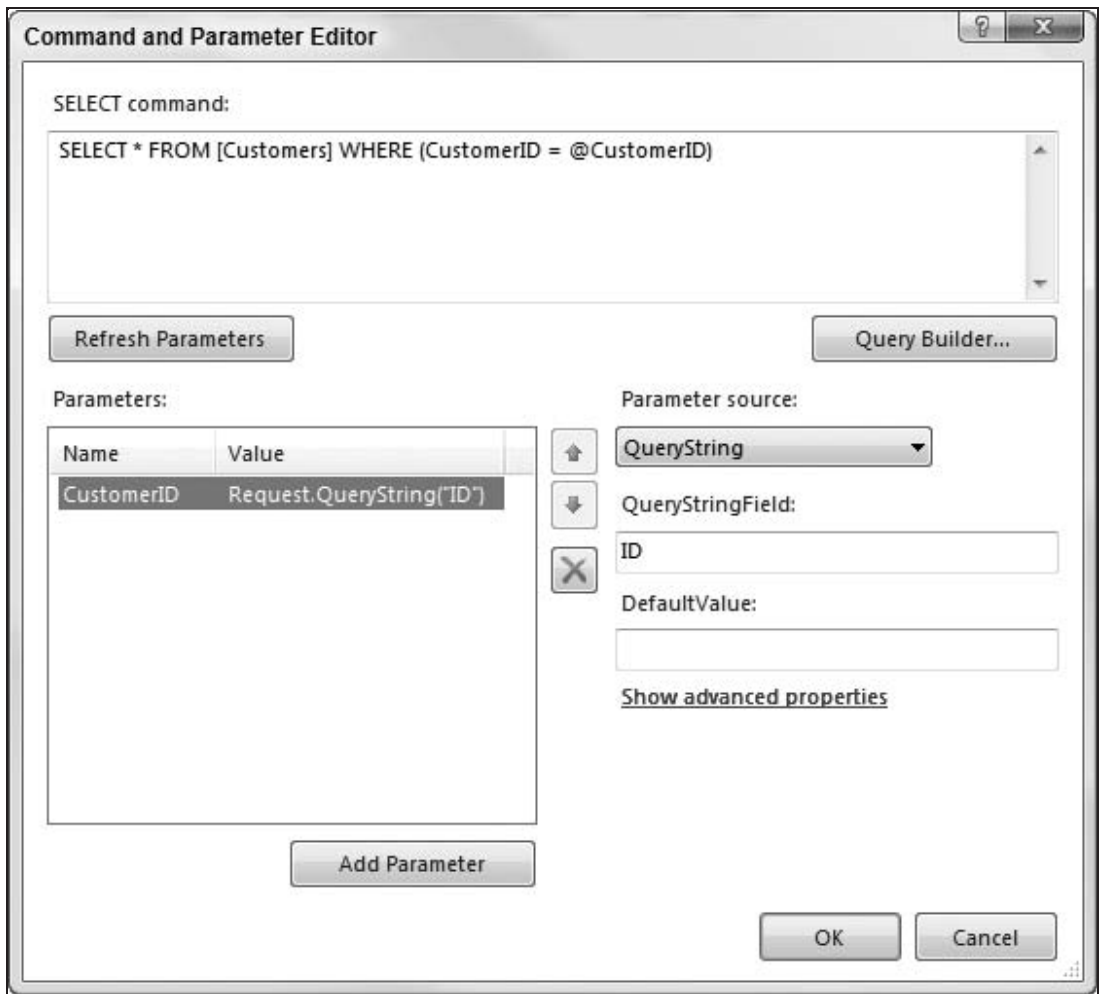 Command and Parameter Editor
SELECT command:
SELECT * FROM [Customers] WHERE (CustomerID = @CustomerID)
Refresh Parameters
Query Builder...
Parameters:
Name Value
CustomerID Request.QueryString("ID")
Add Parameter
Parameter source:
QueryString
QueryStringField:
ID
DefaultValue:
Show advanced properties
OK
Cancel